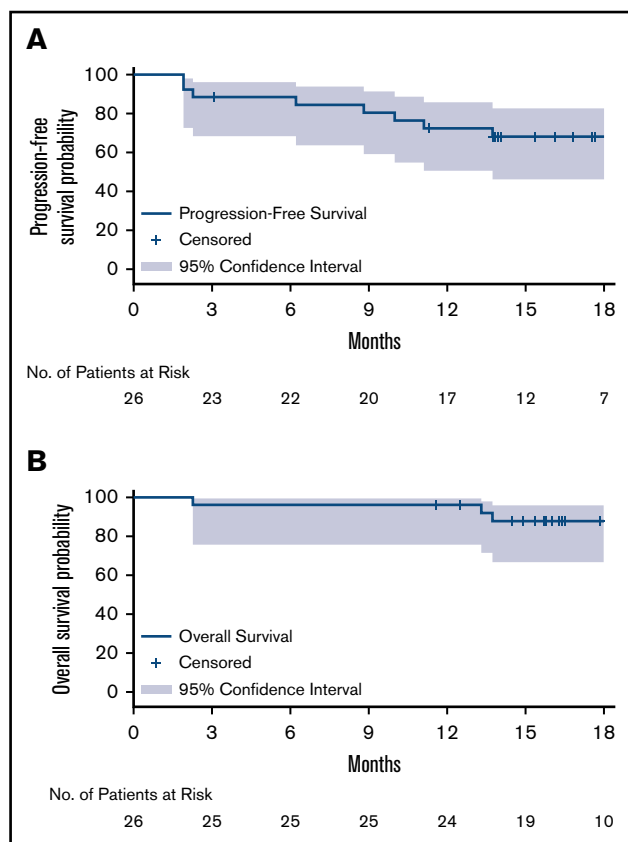 A
100
80
60
40
20
0
Progression-free
survival probability
Progression-Free Survival
Censored
95% Confidence Interval
0 3 6 9 12 15 18
Months
No. of Patients at Risk
26 23 22 20 17 12 7
B
100
80
60
40
20
0
Overall survival probability
Overall Survival
Censored
95% Confidence Interval
0 3 6 9 12 15 18
Months
No. of Patients at Risk
26 25 25 25 24 19 10